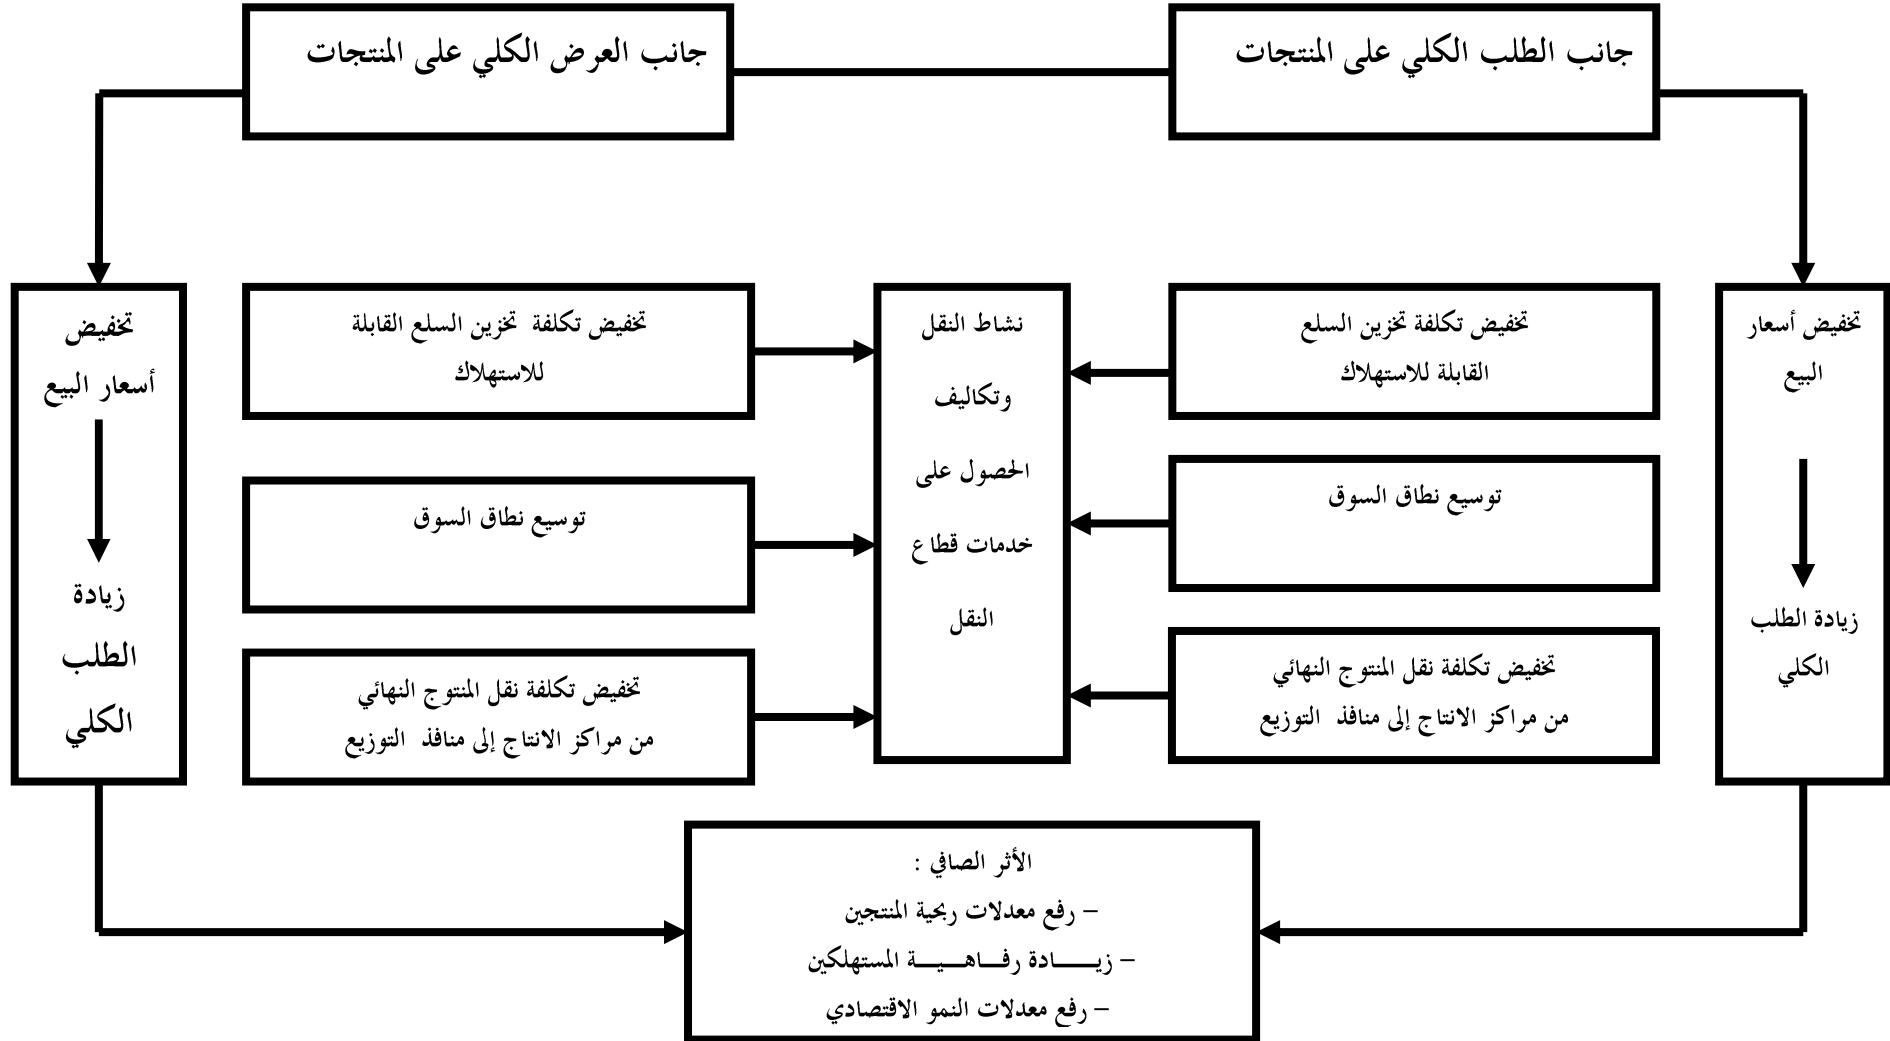 جانب الطلب الكلي على المنتجات
جانب العرض الكلي على المنتجات
تخفيض أسعار
البيع
زيادة الطلب
الكلي
تخفيض تكلفة تخزين السلع
القابلة للاستهلاك
توسيع نطاق السوق
تخفيض تكلفة نقل المنتوج النهائي
من مراكز الانتاج إلى منافذ التوزيع
نشاط النقل
وتكاليف
الحصول على
خدمات قطاع
النقل
تخفيض تكلفة تخزين السلع القابلة
للاستهلاك
توسيع نطاق السوق
تخفيض تكلفة نقل المنتوج النهائي
من مراكز الانتاج إلى منافذ التوزيع
تخفيض
أسعار البيع
زيادة
الطلب
الكلي
الأثر الصافي :
– رفع معدلات ربحية المنتجين
– زيــــــادة رفـــاهـــيـــة المستهلكين
– رفع معدلات النمو الاقتصادي